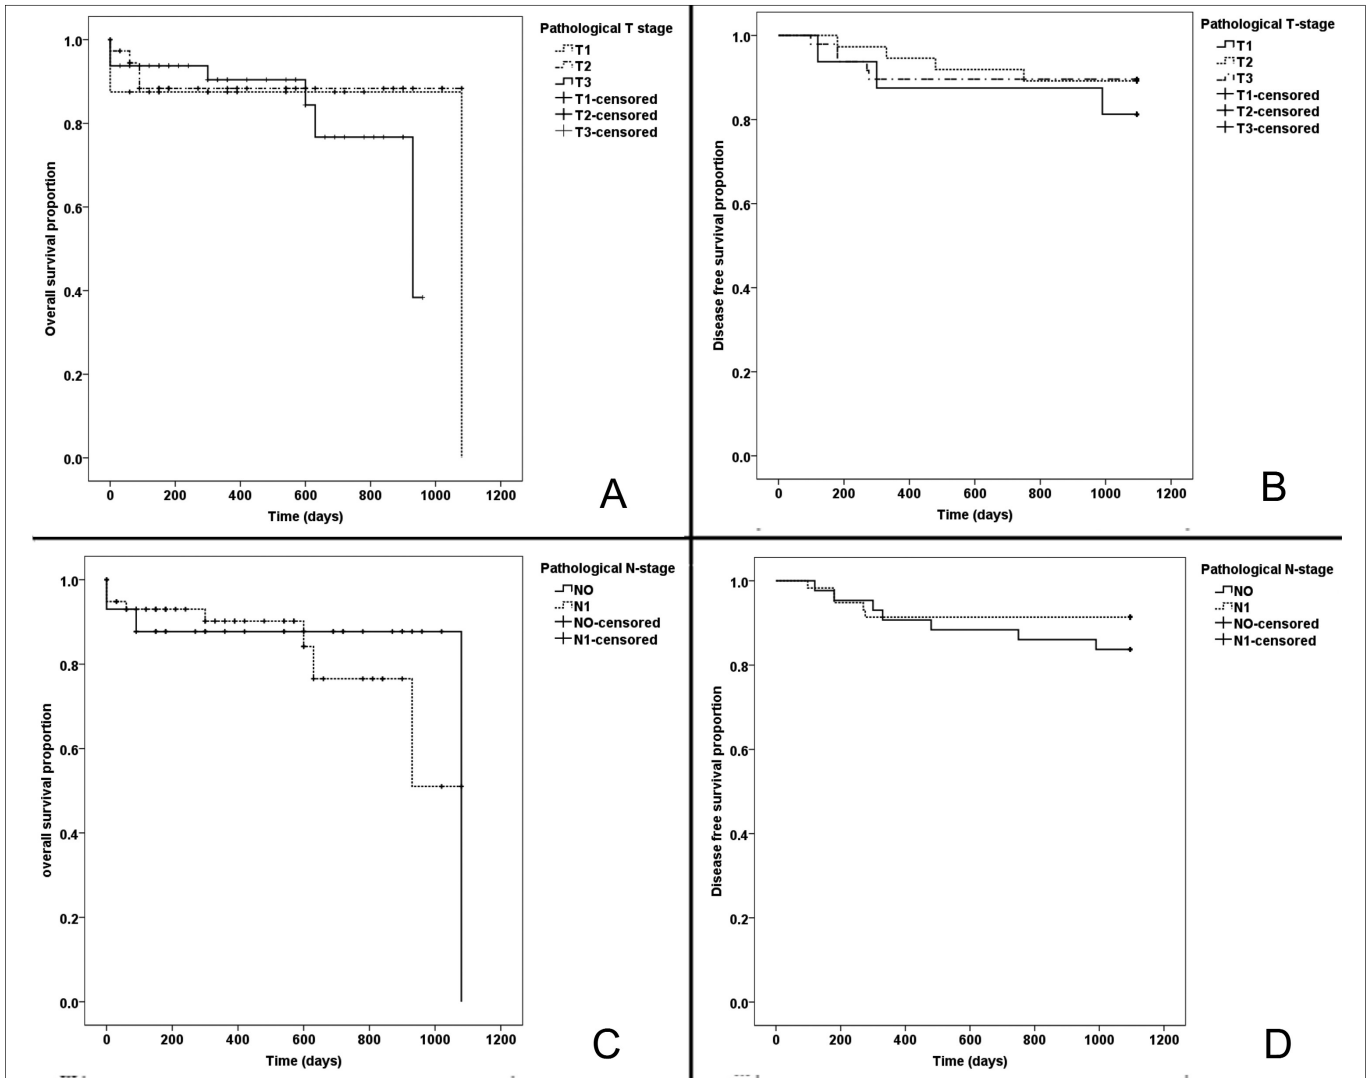 Pathological T stage
T1
T2
T3
T1-censored
T2-censored
T3-censored
1.0
0.8
0.6
0.4
0.2
0.0
Overall survival proportion
0 200 400 600 800 1000 1200
Time (days)
A
Pathological T-stage
T1
T2
T3
T1-censored
T2-censored
T3-censored
1.0
0.8
0.6
0.4
0.2
0.0
Disease free survival proportion
0 200 400 600 800 1000 1200
Time (days)
B
Pathological N-stage
NO
N1
NO-censored
N1-censored
1.0
0.8
0.6
0.4
0.2
0.0
overall survival proportion
0 200 400 600 800 1000 1200
Time (days)
C
Pathological N-stage
NO
N1
NO-censored
N1-censored
1.0
0.8
0.6
0.4
0.2
0.0
Disease free survival proportion
0 200 400 600 800 1000 1200
Time (days)
D